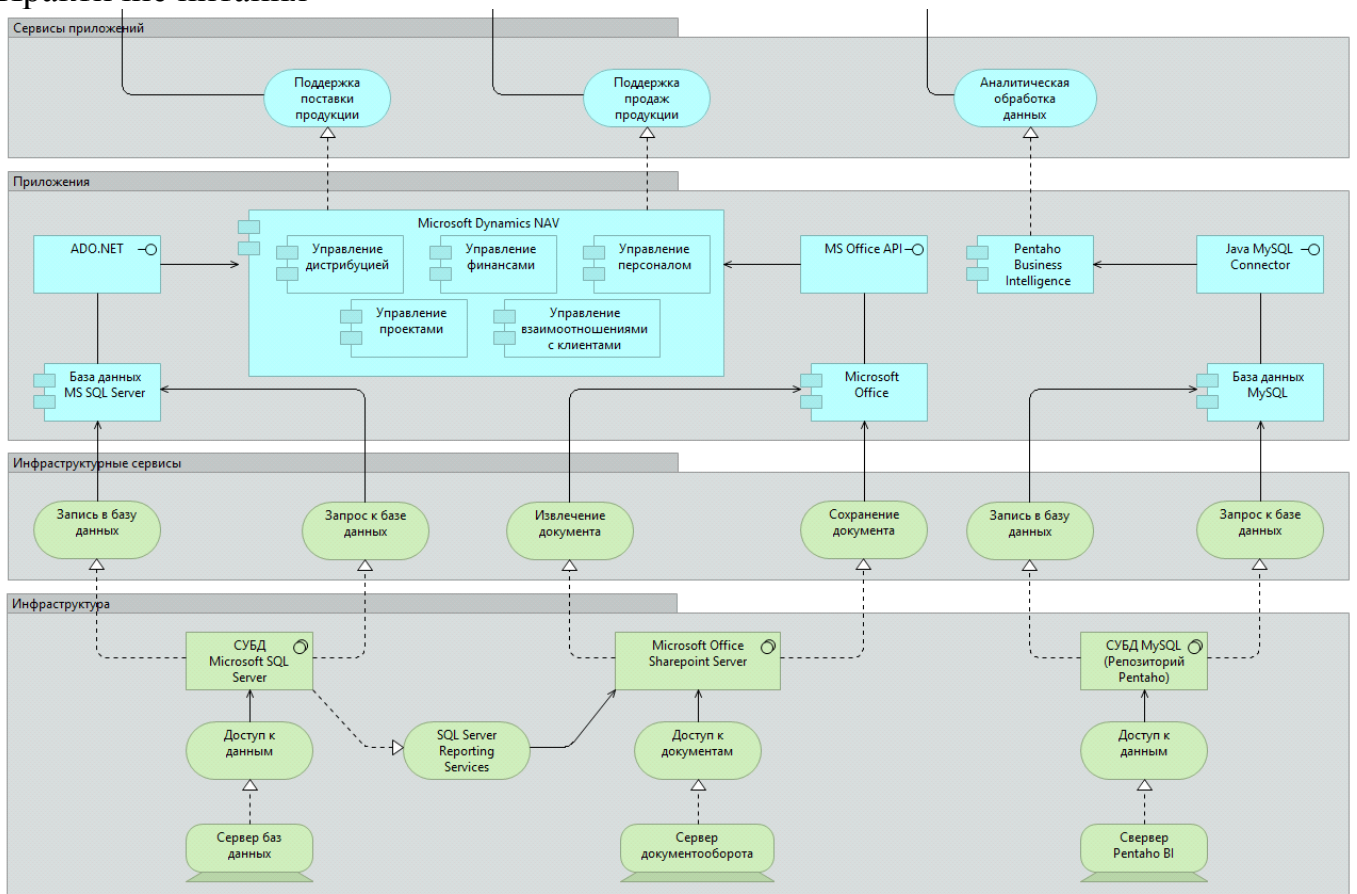 Сервисы приложений
Поддержка
поставки
продукции
Поддержка
продаж
продукции
Аналитическая
обработка
данных
Приложения
Microsoft Dynamics NAV
ADO.NET
Управление
дистрибуцией
Управление
финансами
Управление
персоналом
MS Office API
Pentaho
Business
Intelligence
Java MySQL
Connector
Управление
проектами
Управление
взаимоотношениями
с клиентами
База данных
MS SQL Server
Microsoft
Office
База данных
MySQL
Инфраструктурные сервисы
Запись в базу
данных
Запрос к базе
данных
Извлечение
документа
Сохранение
документа
Запись в базу
данных
Запрос к базе
данных
Инфраструктура
СУБД
Microsoft SQL
Server
Microsoft Office
Sharepoint Server
СУБД MySQL
(Репозиторий
Pentaho)
Доступ к
данным
SQL Server
Reporting
Services
Доступ к
документам
Доступ к
данным
Сервер баз
данных
Сервер
документооборота
Свервер
Pentaho BI